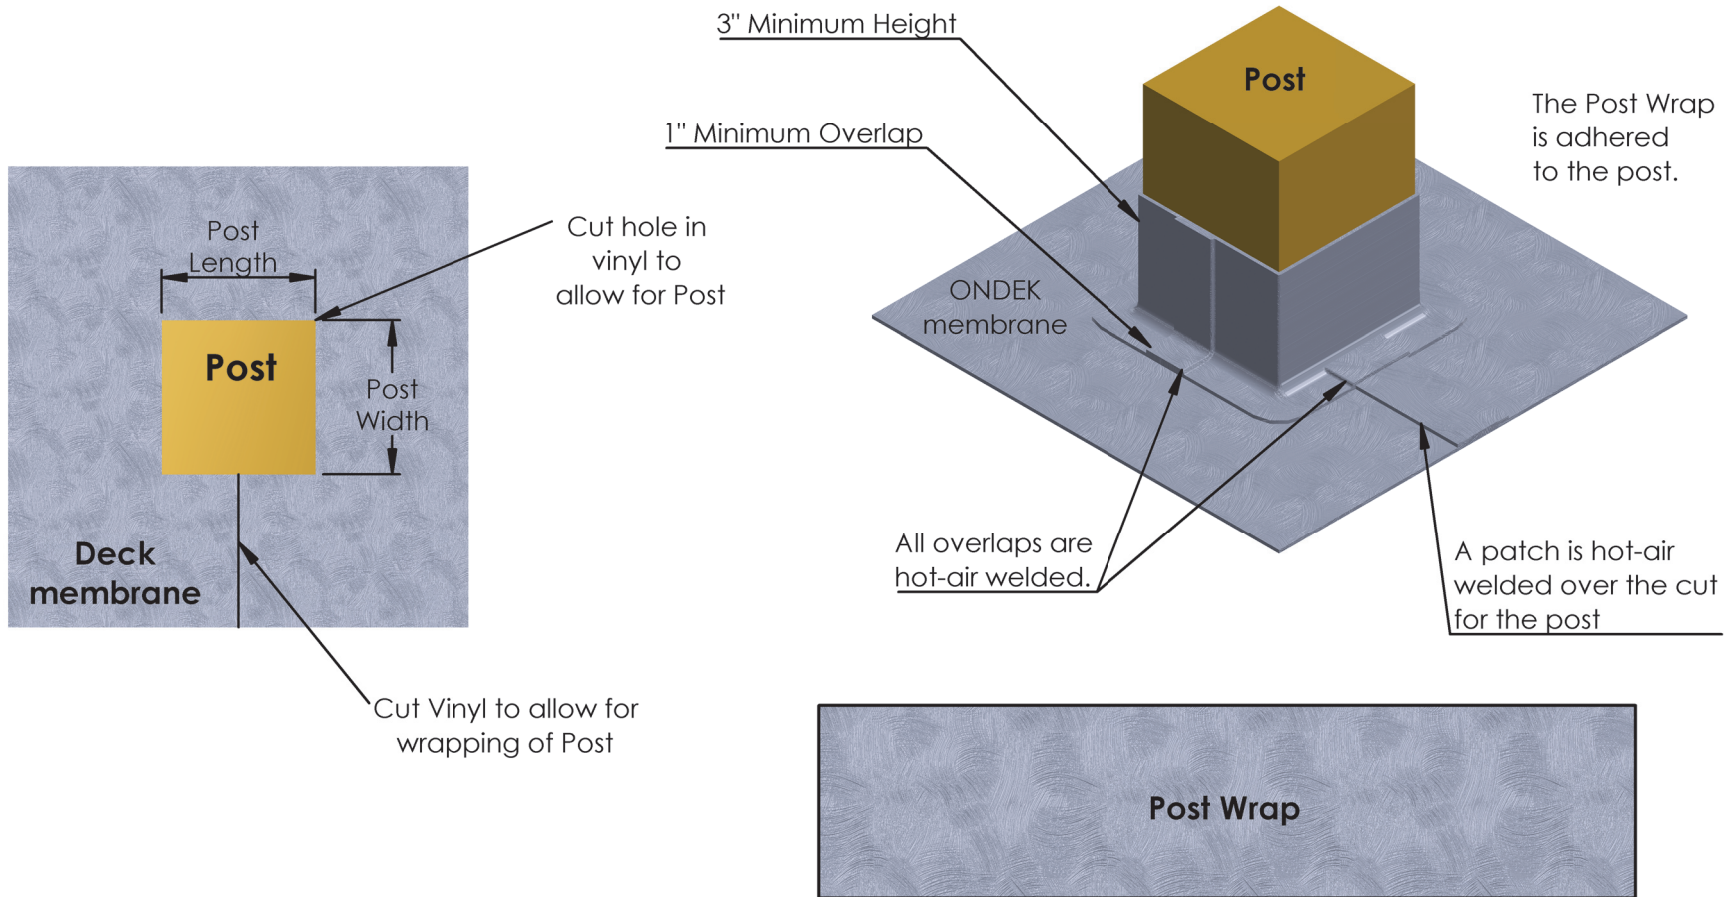 3" Minimum Height
1" Minimum Overlap
Post
The Post Wrap
is adhered
to the post.
Post
Length
Cut hole in
vinyl to
allow for Post
Post
Post
Width
ONDEK
membrane
Deck
membrane
All overlaps are
hot-air welded.
A patch is hot-air
welded over the cut
for the post
Cut Vinyl to allow for
wrapping of Post
Post Wrap